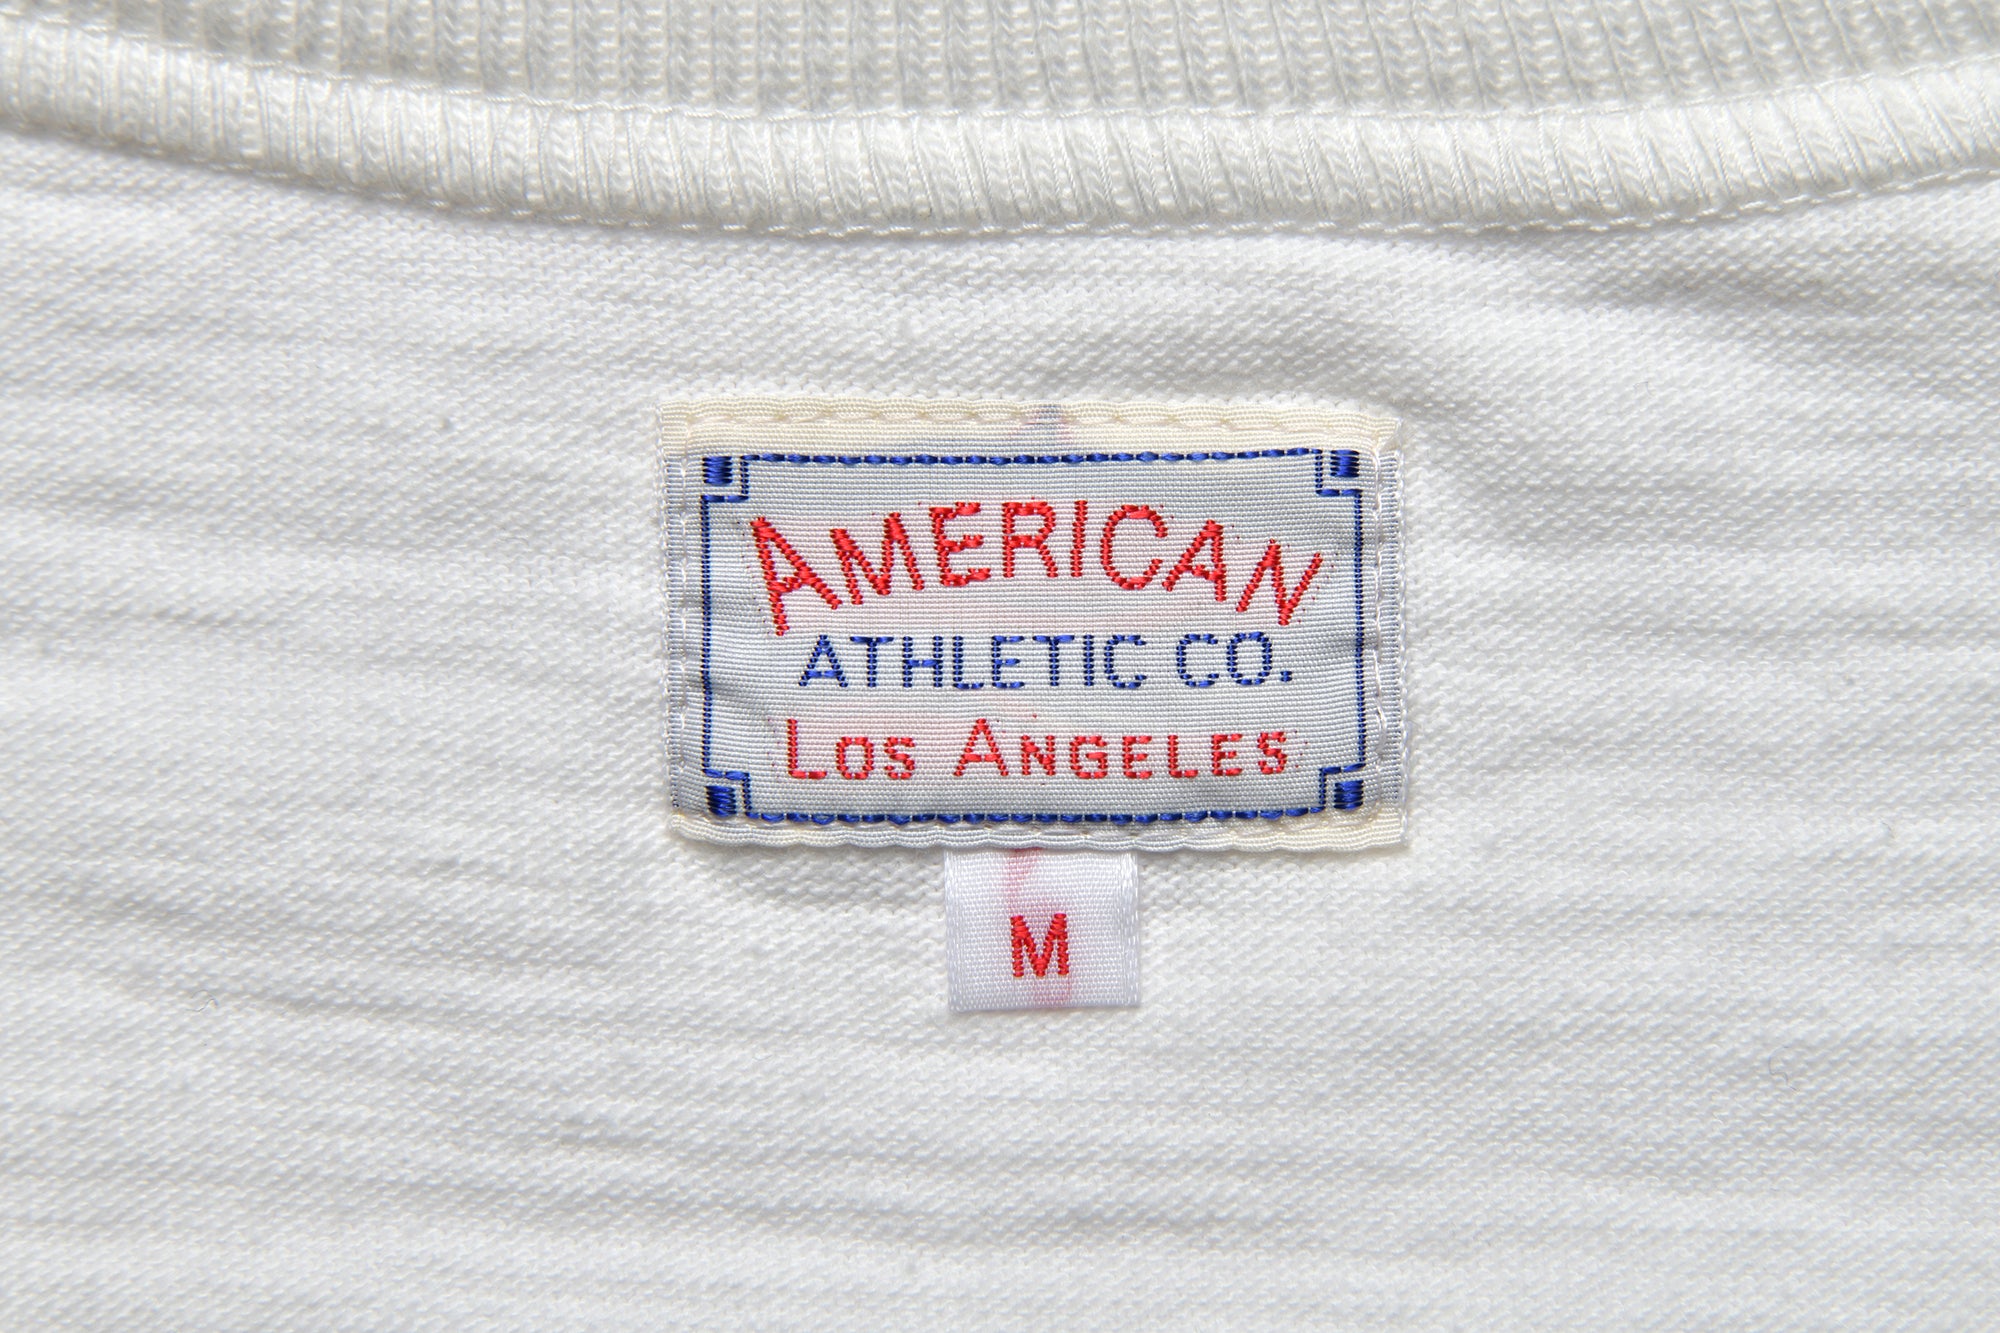 AMERICAN
ATHLETIC CO.
LOS ANGELES
M